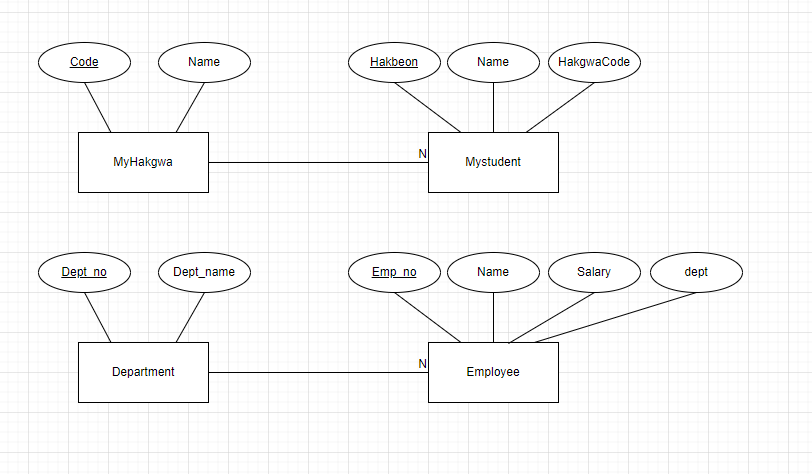 Code
Name
Hakbeon
Name
HakgwaCode
MyHakgwa
N
Mystudent
Dept_no
Dept_name
Emp_no
Name
Salary
dept
Department
N
Employee